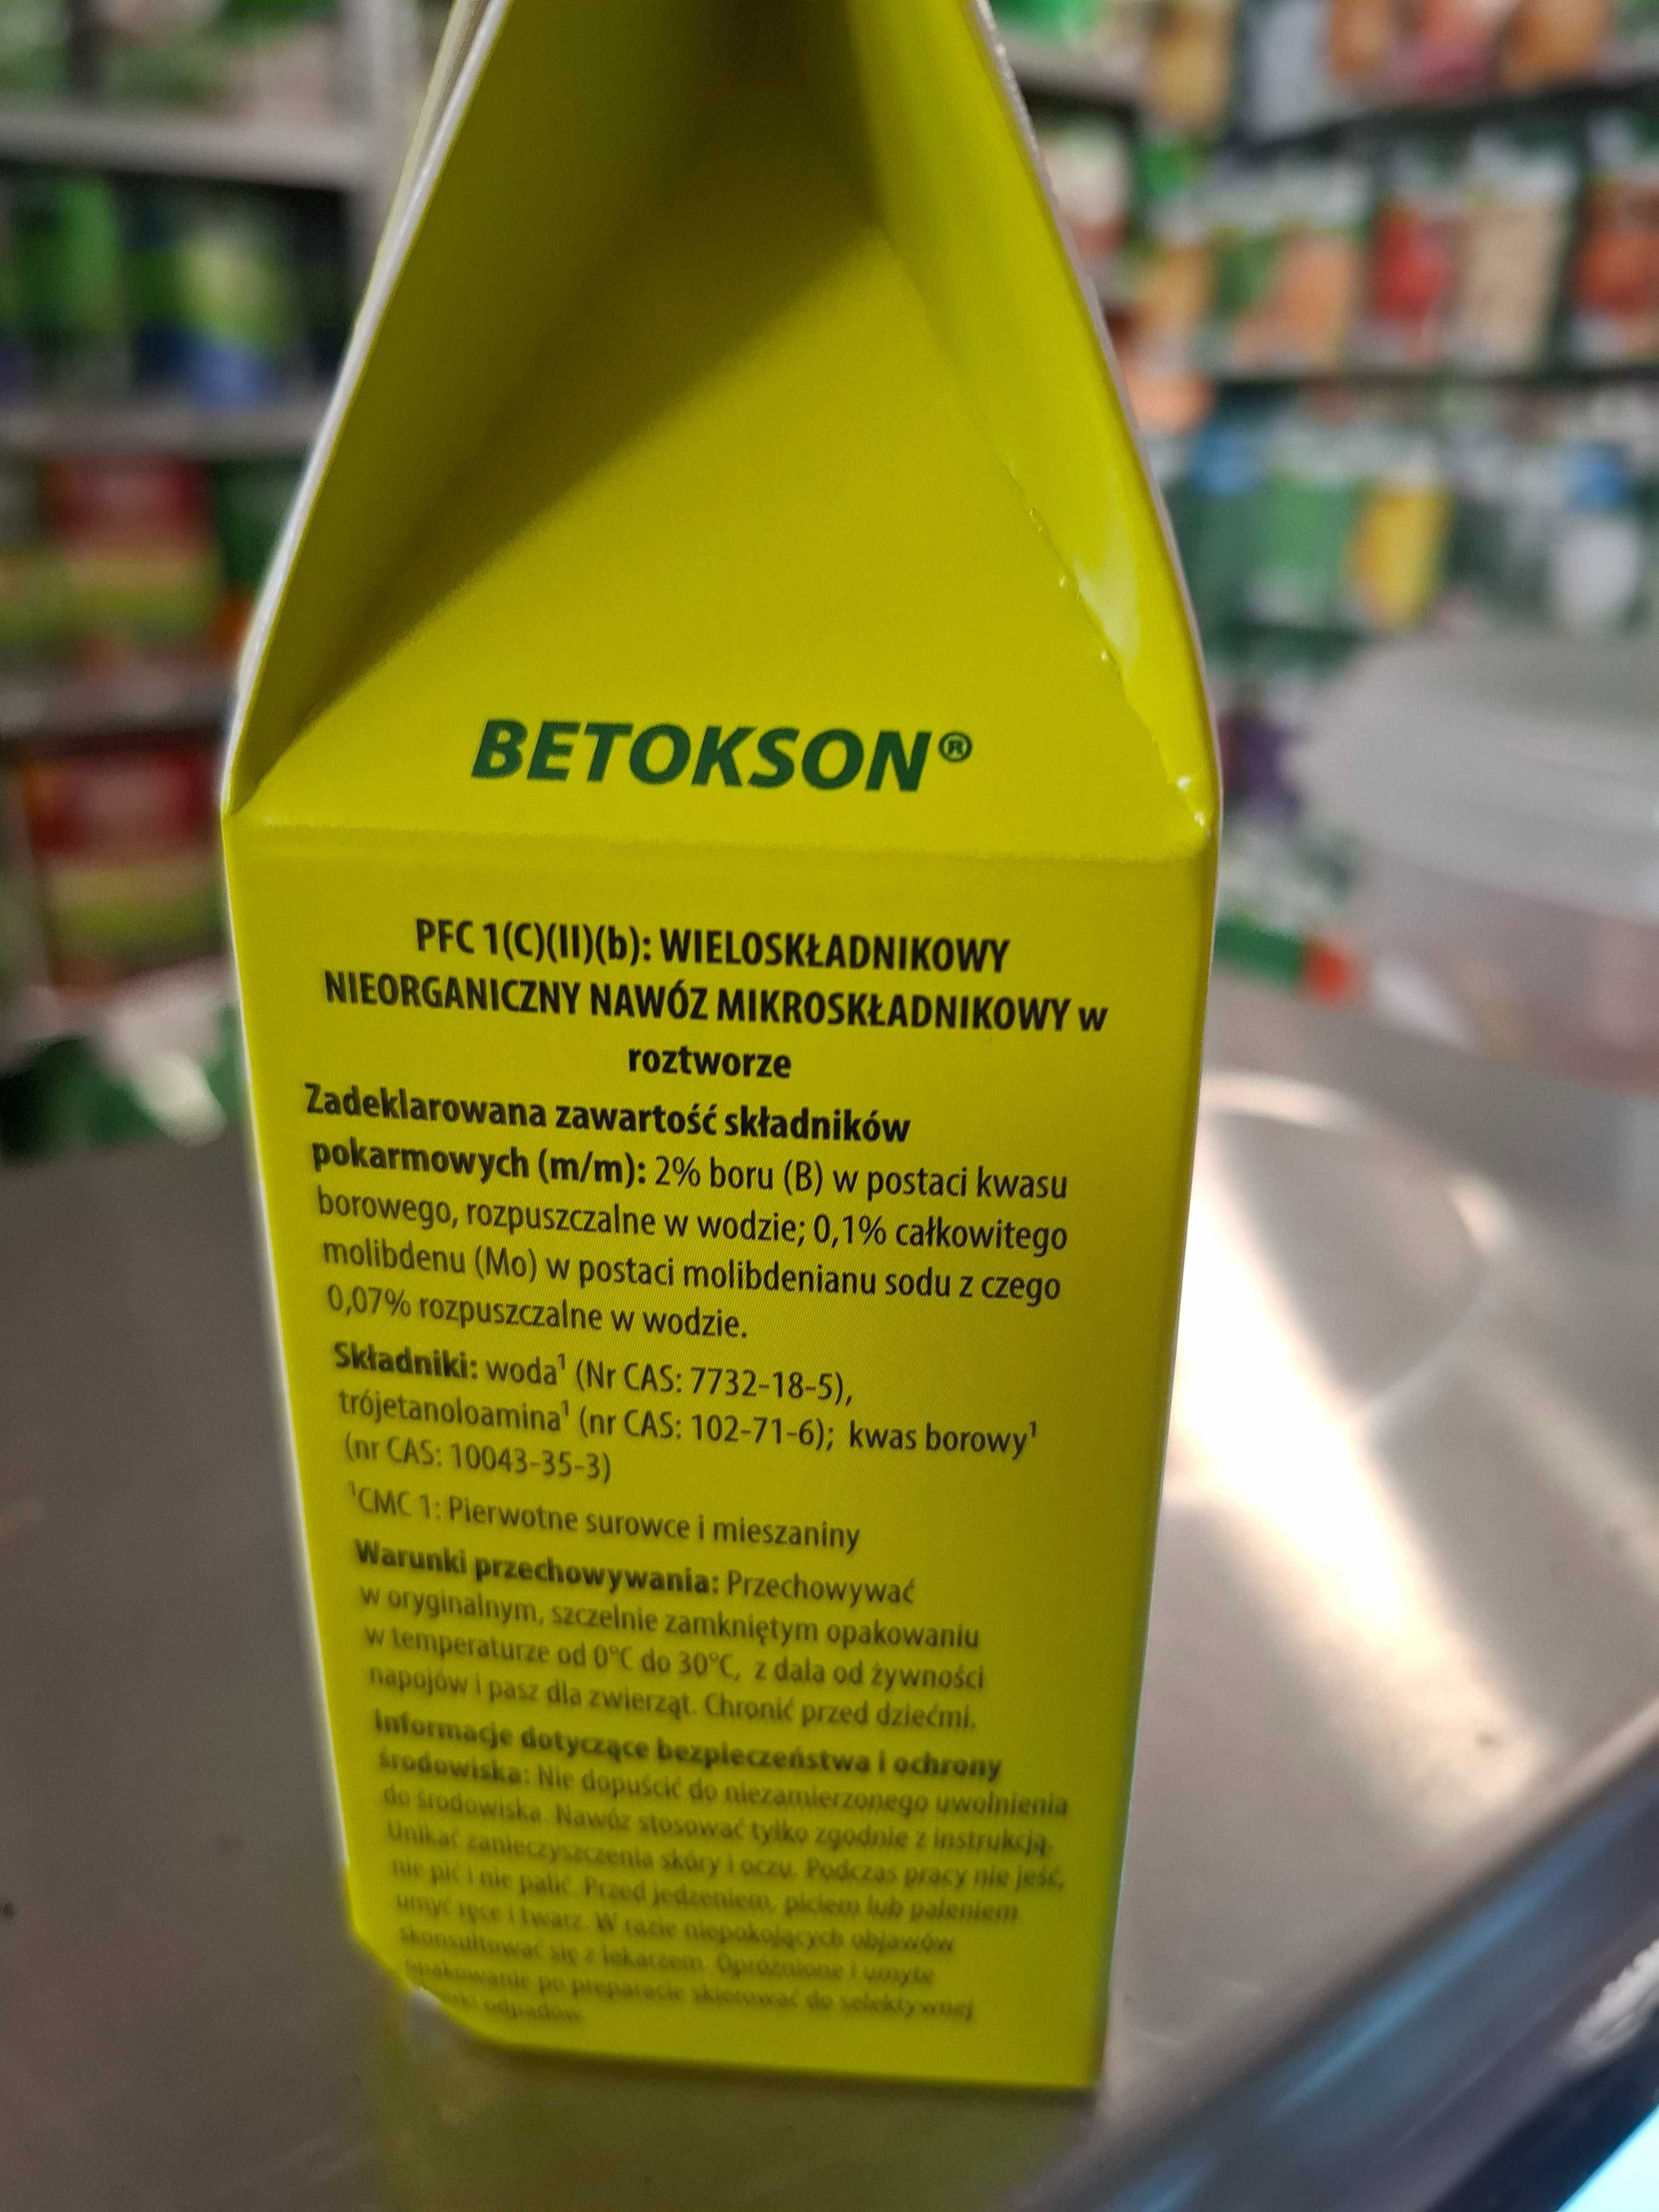 BETOKSON®
PFC 1(C)(II)(b): WIELOSKŁADNIKOWY
NIEORGANICZNY NAWÓZ MIKROSKŁADNIKOWY w
roztworze
Zadeklarowana zawartość składników
pokarmowych (m/m): 2% boru (B) w postaci kwasu
borowego, rozpuszczalne w wodzie; 0,1% całkowitego
molibdenu (Mo) w postaci molibdenianu sodu z czego
0,07% rozpuszczalne w wodzie.
Składniki: woda¹ (Nr CAS: 7732-18-5),
trójetanoloamina¹ (nr CAS: 102-71-6); kwas borowy¹
(nr CAS: 10043-35-3)
¹CMC 1: Pierwotne surowce i mieszaniny
Warunki przechowywania: Przechowywać
w oryginalnym, szczelnie zamkniętym opakowaniu
w temperaturze od 0°C do 30°C, z dala od żywności
napojów i pasz dla zwierząt. Chronić przed dziećmi.
Informacje dotyczące bezpieczeństwa i ochrony
środowiska: Nie dopuścić do niezamierzonego uwolnienia
do środowiska. Nawóz stosować tylko zgodnie z instrukcją.
Unikać zanieczyszczenia skóry i oczu. Podczas pracy nie jeść,
nie pić i nie palić. Przed jedzeniem, piciem lub paleniem
umyć ręce i twarz. W razie niepokojących objawów
skonsultować się z lekarzem. Opróżnione i umyte
opakowanie po preparacie skierować do selektywnej
odpadów.